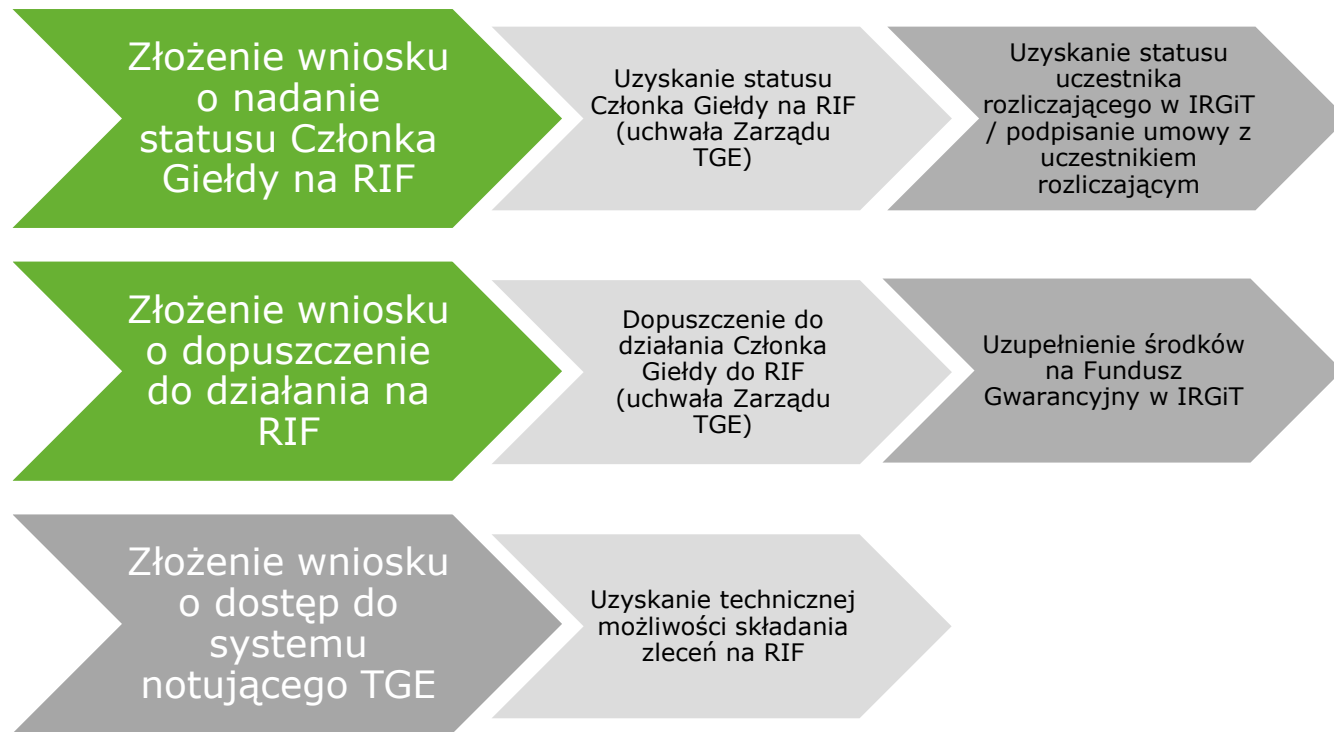 Złożenie wniosku
o nadanie
statusu Członka
Giełdy na RIF
Uzyskanie statusu
Członka Giełdy na RIF
(uchwała Zarządu
TGE)
Uzyskanie statusu
uczestnika
rozliczającego w IRGiT
/ podpisanie umowy z
uczestnikiem
rozliczającym
Złożenie wniosku
o dopuszczenie
do działania na
RIF
Dopuszczenie do
działania Członka
Giełdy do RIF
(uchwała Zarządu
TGE)
Uzupełnienie środków
na Fundusz
Gwarancyjny w IRGiT
Złożenie wniosku
o dostęp do
systemu
notującego TGE
Uzyskanie technicznej
możliwości składania
zleceń na RIF